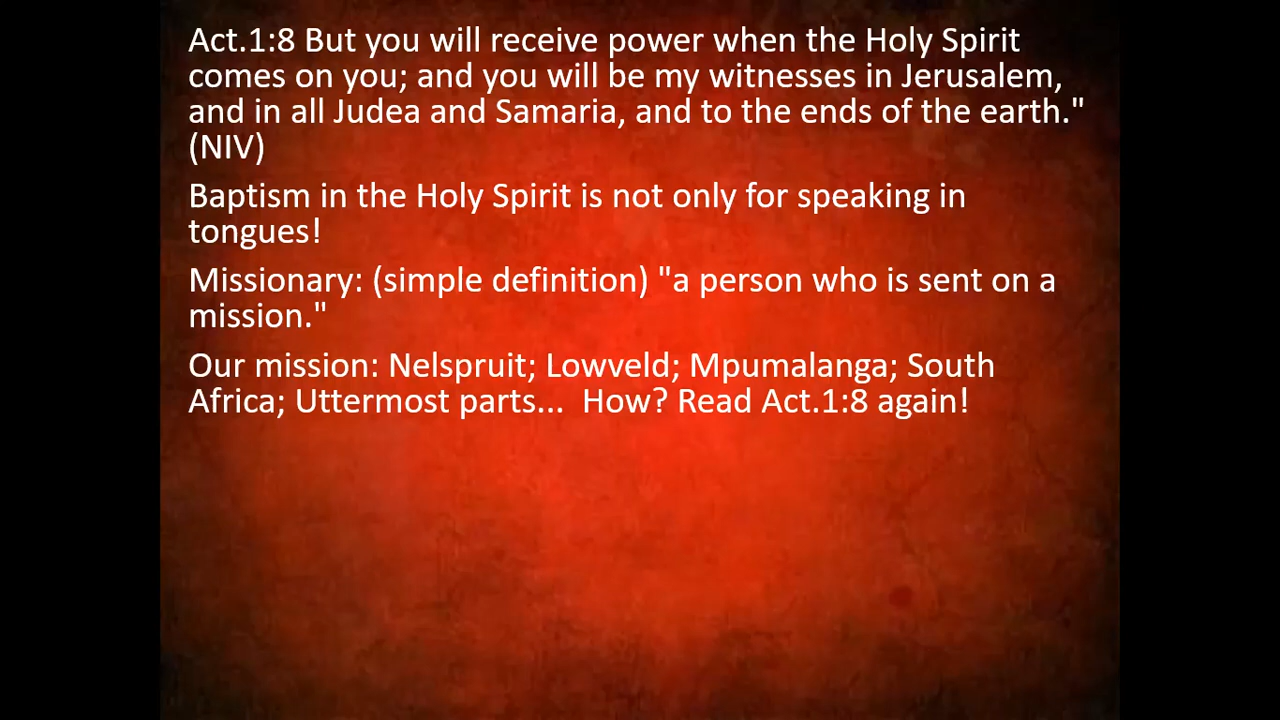 Act.1:8 But you will receive power when the Holy Spirit
comes on you; and you will be my witnesses in Jerusalem,
and in all Judea and Samaria, and to the ends of the earth."
(NIV)
Baptism in the Holy Spirit is not only for speaking in
tongues!
Missionary: (simple definition) "a person who is sent on a
mission."
Our mission: Nelspruit; Lowveld; Mpumalanga; South
Africa; Uttermost parts...  How? Read Act.1:8 again!